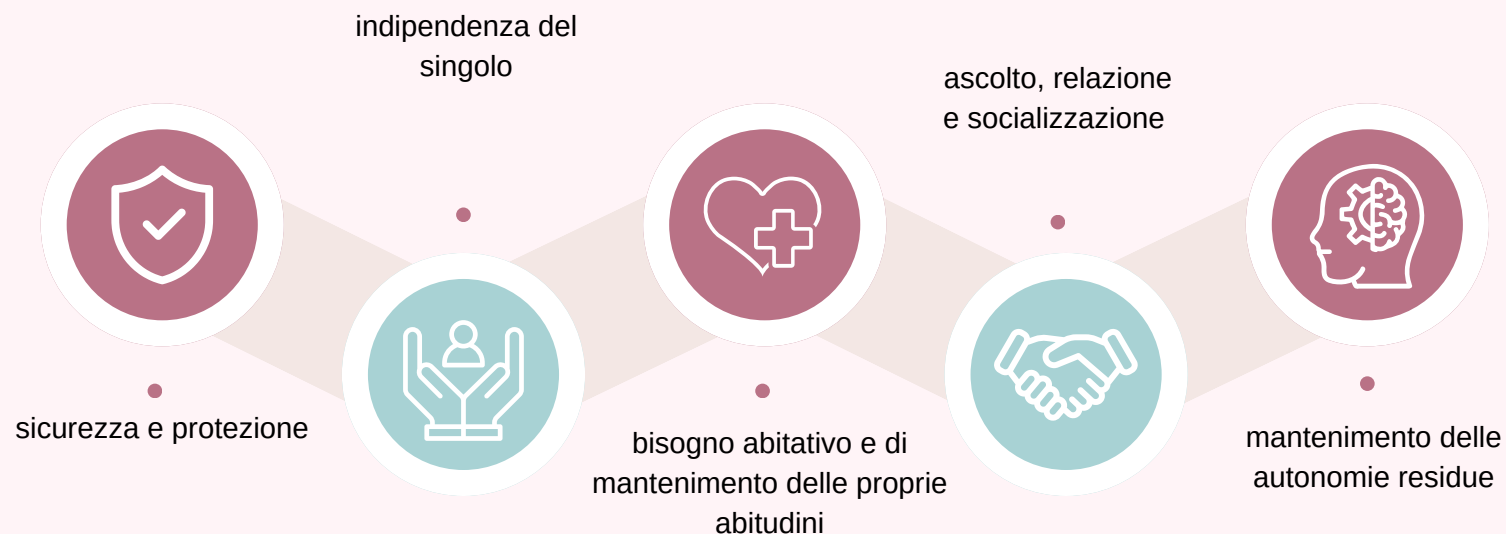 sicurezza e protezione
indipendenza del
singolo
bisogno abitativo e di
mantenimento delle proprie
abitudini
ascolto, relazione
e socializzazione
mantenimento delle
autonomie residue